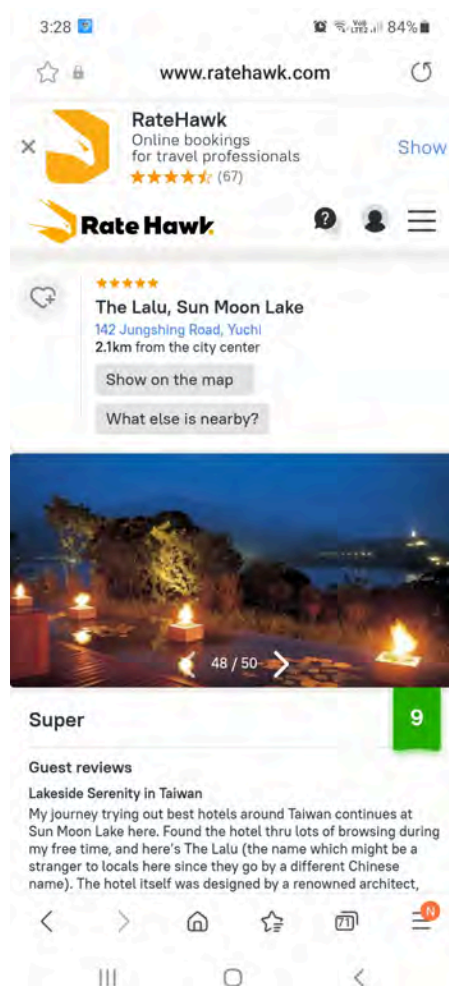 3:28
Vo)) LTE2 84%
www.ratehawk.com
RateHawk
Online bookings
for travel professionals
(67)
Show
Rate Hawk.
The Lalu, Sun Moon Lake
142 Jungshing Road, Yuchi
2.1km from the city center
Show on the map
What else is nearby?
48 / 50
Super
9
Guest reviews
Lakeside Serenity in Taiwan
My journey trying out best hotels around Taiwan continues at
Sun Moon Lake here. Found the hotel thru lots of browsing during
my free time, and here's The Lalu (the name which might be a
stranger to locals here since they go by a different Chinese
name). The hotel itself was designed by a renowned architect,
71
N